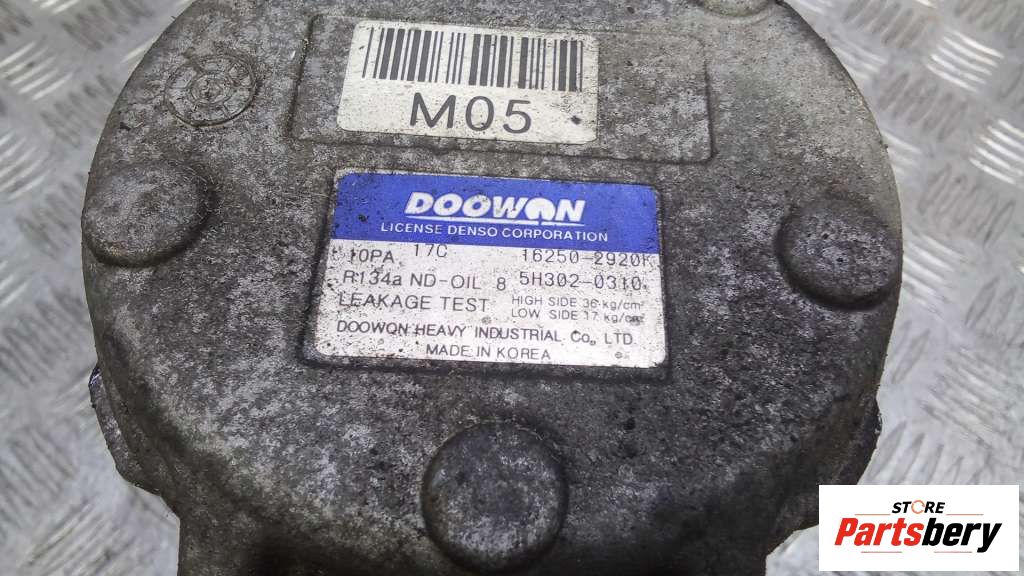 M05
DOOWON
LICENSE DENSO CORPORATION
10PA 17C 16250-2920
R134a ND-OIL 8 5H302-0310
LEAKAGE TEST HIGH SIDE 36 kg/cm²
LOW SIDE 17 kg/cm²
DOOWON HEAVY INDUSTRIAL Co., LTD.
MADE IN KOREA
STORE
Partsbery